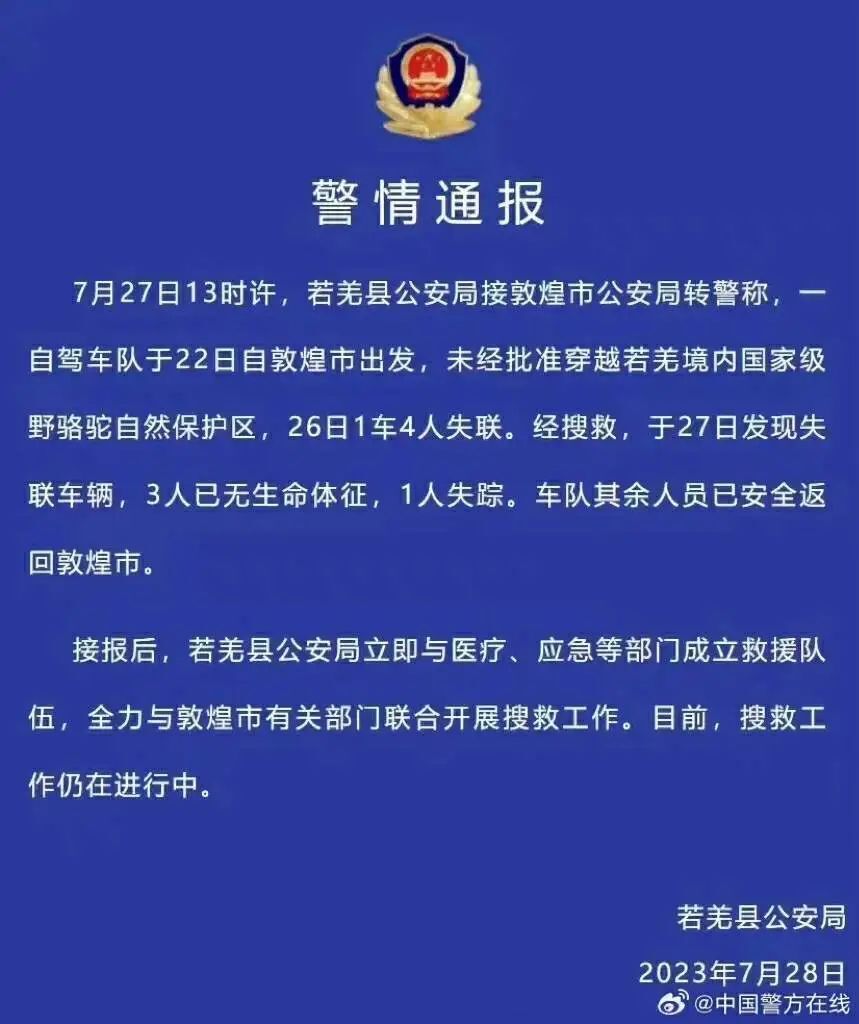 警情通报
7月27日13时许，若羌县公安局接敦煌市公安局转警称，一
自驾车队于22日自敦煌市出发，未经批准穿越若羌境内国家级
野骆驼自然保护区，26日1车4人失联。经搜救，于27日发现失
联车辆，3人已无生命体征，1人失踪。车队其余人员已安全返
回敦煌市。
接报后，若羌县公安局立即与医疗、应急等部门成立救援队
伍，全力与敦煌市有关部门联合开展搜救工作。目前，搜救工
作仍在进行中。
若羌县公安局
2023年7月28日
@中国警方在线